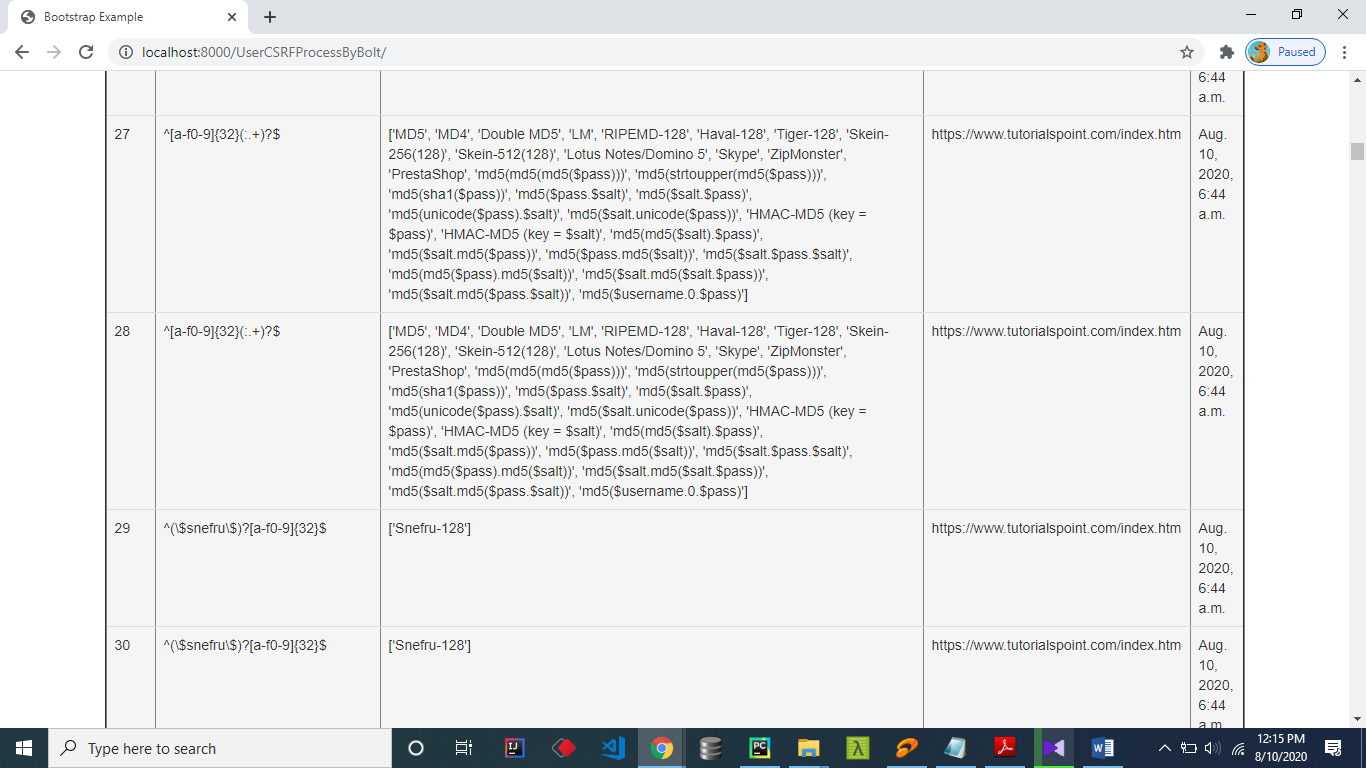 Bootstrap Example
localhost:8000/UserCSRFProcessByBolt/
Paused
6:44
a.m.
27
^[a-f0-9]{32}(:.+)?$
['MD5', 'MD4', 'Double MD5', 'LM', 'RIPEMD-128', 'Haval-128', 'Tiger-128', 'Skein-
256(128)', 'Skein-512(128)', 'Lotus Notes/Domino 5', 'Skype', 'ZipMonster',
'PrestaShop', 'md5(md5(md5($pass)))', 'md5(strtoupper(md5($pass)))',
'md5(sha1($pass))', 'md5($pass.$salt)', 'md5($salt.$pass)',
'md5(unicode($pass).$salt)', 'md5($salt.unicode($pass))', 'HMAC-MD5 (key =
$pass)', 'HMAC-MD5 (key = $salt)', 'md5(md5($salt).$pass)',
'md5($salt.md5($pass))', 'md5($pass.md5($salt))', 'md5($salt.$pass.$salt)',
'md5(md5($pass).md5($salt))', 'md5($salt.md5($salt.$pass))',
'md5($salt.md5($pass.$salt))', 'md5($username.0.$pass)']
https://www.tutorialspoint.com/index.htm
Aug.
10,
2020,
6:44
a.m.
28
^[a-f0-9]{32}(:.+)?$
['MD5', 'MD4', 'Double MD5', 'LM', 'RIPEMD-128', 'Haval-128', 'Tiger-128', 'Skein-
256(128)', 'Skein-512(128)', 'Lotus Notes/Domino 5', 'Skype', 'ZipMonster',
'PrestaShop', 'md5(md5(md5($pass)))', 'md5(strtoupper(md5($pass)))',
'md5(sha1($pass))', 'md5($pass.$salt)', 'md5($salt.$pass)',
'md5(unicode($pass).$salt)', 'md5($salt.unicode($pass))', 'HMAC-MD5 (key =
$pass)', 'HMAC-MD5 (key = $salt)', 'md5(md5($salt).$pass)',
'md5($salt.md5($pass))', 'md5($pass.md5($salt))', 'md5($salt.$pass.$salt)',
'md5(md5($pass).md5($salt))', 'md5($salt.md5($salt.$pass))',
'md5($salt.md5($pass.$salt))', 'md5($username.0.$pass)']
https://www.tutorialspoint.com/index.htm
Aug.
10,
2020,
6:44
a.m.
29
^(\$snefru\$)?[a-f0-9]{32}$
['Snefru-128']
https://www.tutorialspoint.com/index.htm
Aug.
10,
2020,
6:44
a.m.
30
^(\$snefru\$)?[a-f0-9]{32}$
['Snefru-128']
https://www.tutorialspoint.com/index.htm
Aug.
10,
2020,
6:44
a.m.
Type here to search
12:15 PM
8/10/2020